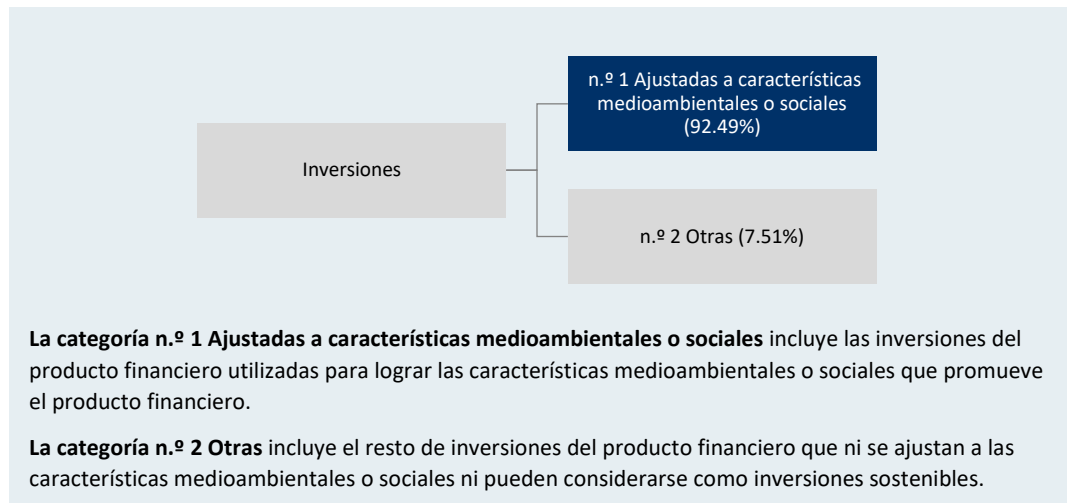 n.º 1 Ajustadas a características
medioambientales o sociales
(92.49%)
Inversiones
n.º 2 Otras (7.51%)
La categoría n.º 1 Ajustadas a características medioambientales o sociales incluye las inversiones del
producto financiero utilizadas para lograr las características medioambientales o sociales que promueve
el producto financiero.
La categoría n.º 2 Otras incluye el resto de inversiones del producto financiero que ni se ajustan a las
características medioambientales o sociales ni pueden considerarse como inversiones sostenibles.